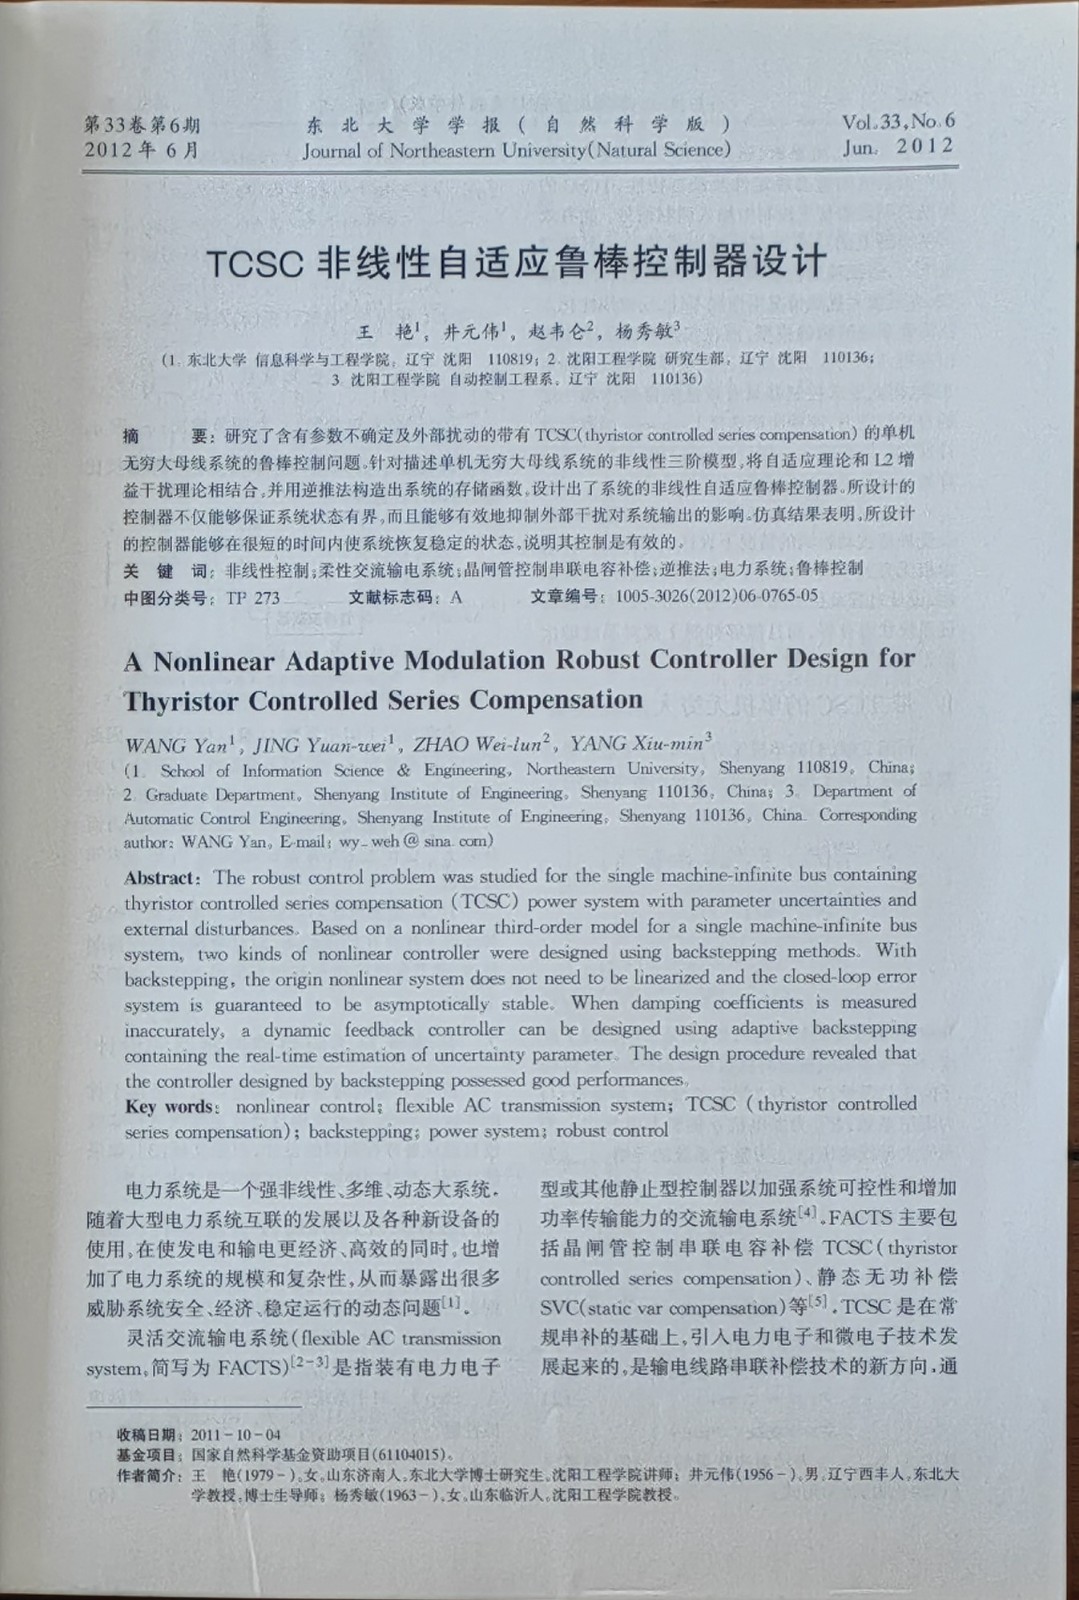 第33卷第6期
2012年6月
东北大学学报(自然科学版)
Journal of Northeastern University(Natural Science)
Vol.33,No.6
Jun. 2012
TCSC 非线性自适应鲁棒控制器设计
王 艳1, 井元伟1, 赵韦仑2, 杨秀敏3
(1. 东北大学 信息科学与工程学院, 辽宁 沈阳 110819; 2. 沈阳工程学院 研究生部, 辽宁 沈阳 110136;
3. 沈阳工程学院 自动控制工程系, 辽宁 沈阳 110136)
摘 要: 研究了含有参数不确定及外部扰动的带有 TCSC(thyristor controlled series compensation) 的单机
无穷大母线系统的鲁棒控制问题.针对描述单机无穷大母线系统的非线性三阶模型,将自适应理论和 L2 增
益干扰理论相结合,并用逆推法构造出系统的存储函数,设计出了系统的非线性自适应鲁棒控制器.所设计的
控制器不仅能够保证系统状态有界,而且能够有效地抑制外部干扰对系统输出的影响.仿真结果表明,所设计
的控制器能够在很短的时间内使系统恢复稳定的状态,说明其控制是有效的.
关 键 词: 非线性控制;柔性交流输电系统;晶闸管控制串联电容补偿;逆推法;电力系统;鲁棒控制
中图分类号: TP 273 文献标志码: A 文章编号: 1005-3026(2012)06-0765-05
A Nonlinear Adaptive Modulation Robust Controller Design for
Thyristor Controlled Series Compensation
WANG Yan1, JING Yuan-wei1, ZHAO Wei-lun2, YANG Xiu-min3
(1. School of Information Science & Engineering, Northeastern University, Shenyang 110819, China;
2. Graduate Department, Shenyang Institute of Engineering, Shenyang 110136, China; 3. Department of
Automatic Control Engineering, Shenyang Institute of Engineering, Shenyang 110136, China. Corresponding
author: WANG Yan, E-mail: wy_weh@sina.com)
Abstract: The robust control problem was studied for the single machine-infinite bus containing
thyristor controlled series compensation (TCSC) power system with parameter uncertainties and
external disturbances. Based on a nonlinear third-order model for a single machine-infinite bus
system, two kinds of nonlinear controller were designed using backstepping methods. With
backstepping, the origin nonlinear system does not need to be linearized and the closed-loop error
system is guaranteed to be asymptotically stable. When damping coefficients is measured
inaccurately, a dynamic feedback controller can be designed using adaptive backstepping
containing the real-time estimation of uncertainty parameter. The design procedure revealed that
the controller designed by backstepping possessed good performances.
Key words: nonlinear control; flexible AC transmission system; TCSC (thyristor controlled
series compensation); backstepping; power system; robust control
电力系统是一个强非线性、多维、动态大系统.
随着大型电力系统互联的发展以及各种新设备的
使用,在使发电和输电更经济、高效的同时,也增
加了电力系统的规模和复杂性,从而暴露出很多
威胁系统安全、经济、稳定运行的动态问题[1].
灵活交流输电系统(flexible AC transmission
system,简写为 FACTS)[2-3]是指装有电力电子
型或其他静止型控制器以加强系统可控性和增加
功率传输能力的交流输电系统[4].FACTS 主要包
括晶闸管控制串联电容补偿 TCSC(thyristor
controlled series compensation)、静态无功补偿
SVC(static var compensation)等[5].TCSC 是在常
规串补的基础上,引入电力电子和微电子技术发
展起来的,是输电线路串联补偿技术的新方向.通
收稿日期: 2011-10-04
基金项目: 国家自然科学基金资助项目(61104015).
作者简介: 王 艳(1979-),女,山东济南人,东北大学博士研究生,沈阳工程学院讲师; 井元伟(1956-),男,辽宁西丰人,东北大
学教授,博士生导师; 杨秀敏(1963-),女,山东临沂人,沈阳工程学院教授.